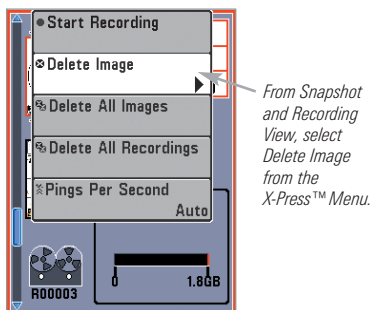 Start Recording
Delete Image
Delete All Images
Delete All Recordings
Pings Per Second
Auto
R00003
0
1.8GB
From Snapshot
and Recording
View, select
Delete Image
from the
X-Press™ Menu.